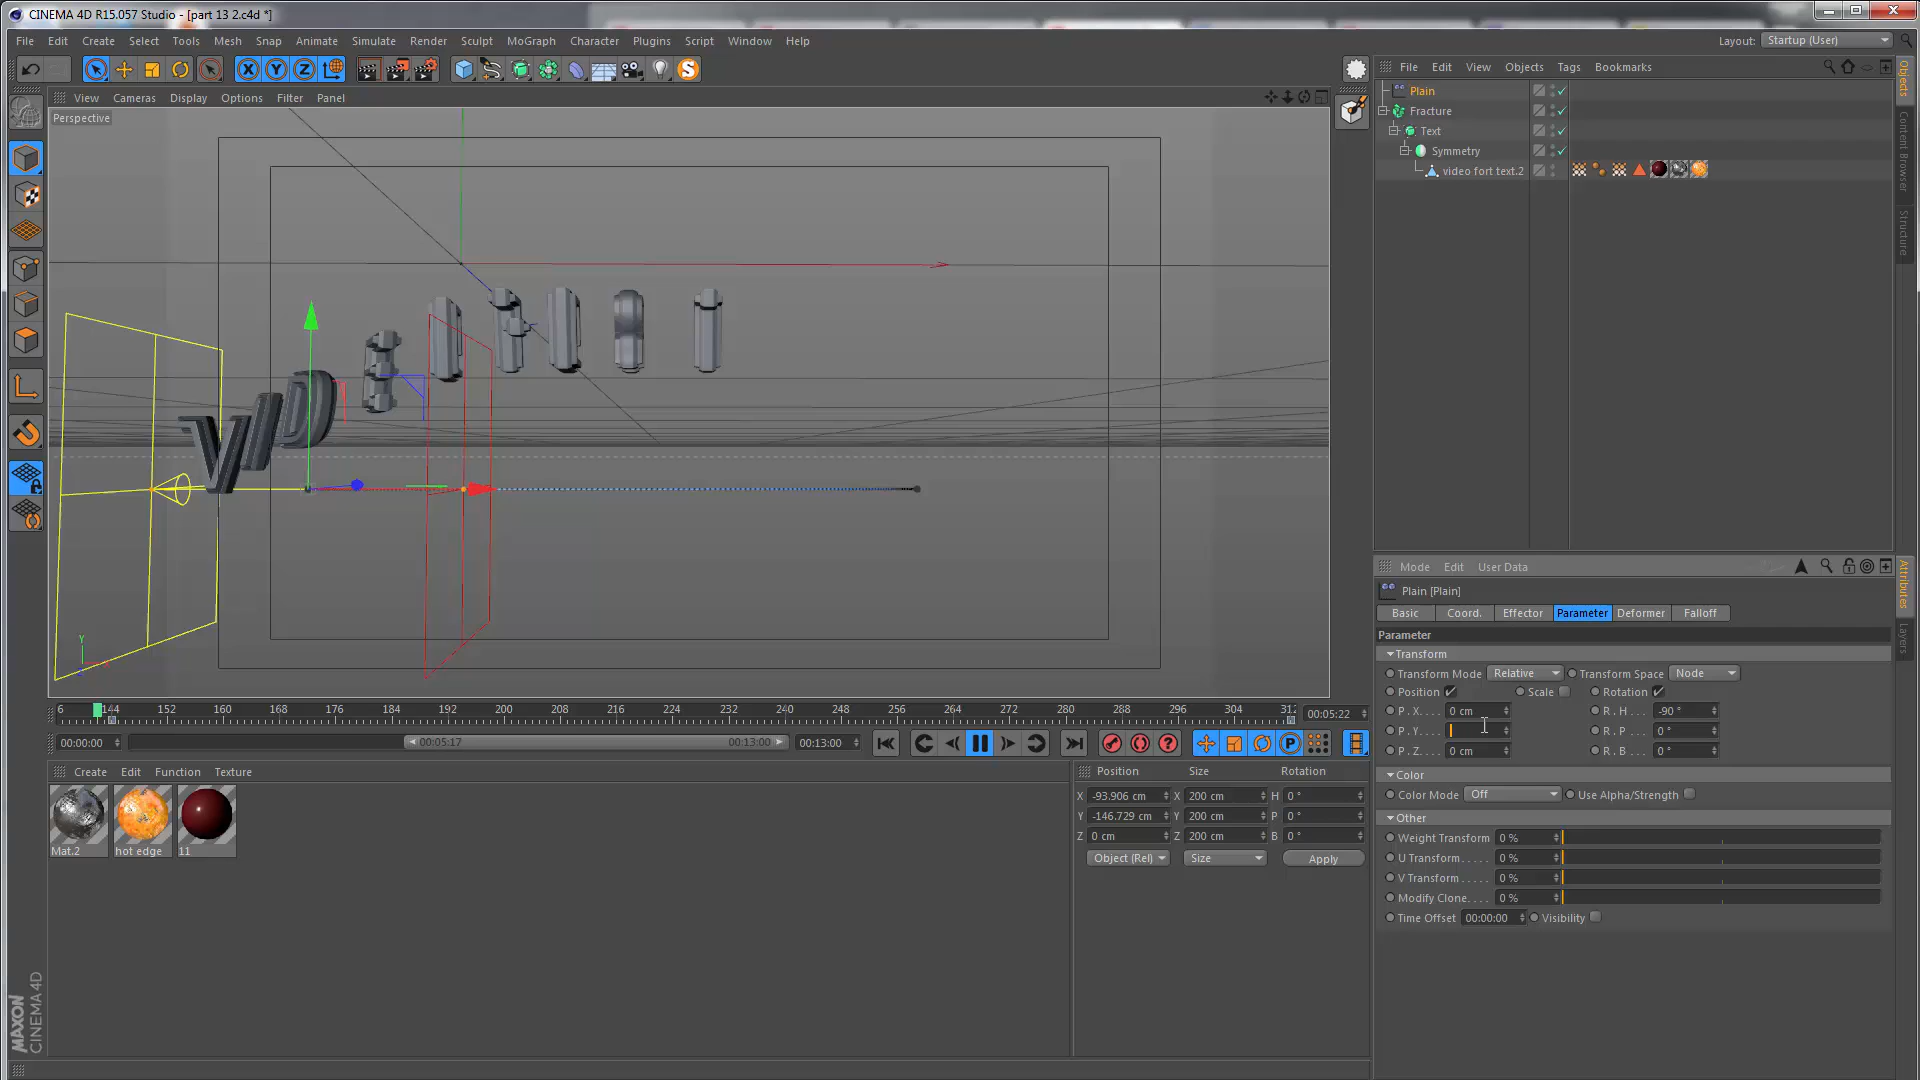 CINEMA 4D R15.057 Studio - [part 13 2.c4d *]
File Edit Create Select Tools Mesh Snap Animate Simulate Render Sculpt MoGraph Character Plugins Script Window Help
Layout: Startup (User)
View Cameras Display Options Filter Panel
Perspective
File Edit View Objects Tags Bookmarks
Plain
Fracture
Text
Symmetry
video fort text.2
Objects
Content Browser
Structure
VID
Y
6 144 152 160 168 176 184 192 200 208 216 224 232 240 248 256 264 272 280 288 296 304 312
00:05:22
00:00:00 00:05:17 00:13:00 00:13:00
Create Edit Function Texture
Mat.2 hot edge 11
Position Size Rotation
X -93.906 cm X 200 cm H 0 °
Y -146.729 cm Y 200 cm P 0 °
Z 0 cm Z 200 cm B 0 °
Object (Rel) Size Apply
Mode Edit User Data
Plain [Plain]
Basic Coord. Effector Parameter Deformer Falloff
Parameter
Transform
Transform Mode Relative Transform Space Node
Position Scale Rotation
P . X . . . . 0 cm R . H . . . -90 °
P . Y . . . . R . P . . . 0 °
P . Z . . . . 0 cm R . B . . . 0 °
Color
Color Mode Off Use Alpha/Strength
Other
Weight Transform 0 %
U Transform . . . . . 0 %
V Transform . . . . . 0 %
Modify Clone. . . . 0 %
Time Offset 00:00:00 Visibility
Attributes
Layers
MAXON
CINEMA 4D